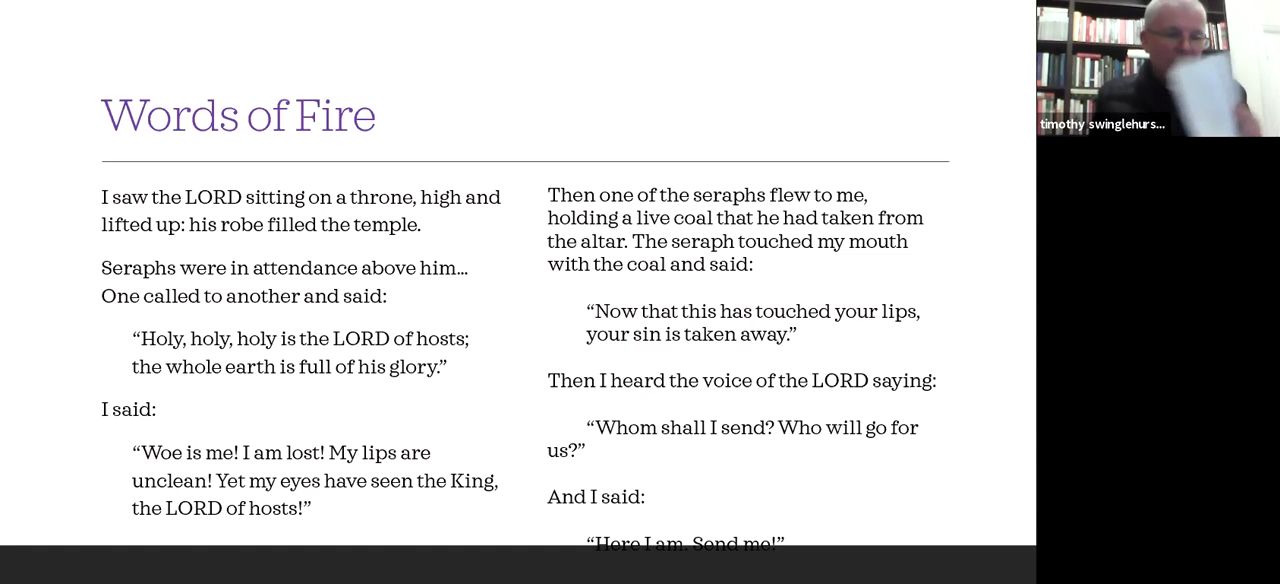 Words of Fire
I saw the LORD sitting on a throne, high and
lifted up: his robe filled the temple.
Seraphs were in attendance above him...
One called to another and said:
“Holy, holy, holy is the LORD of hosts;
the whole earth is full of his glory.”
I said:
“Woe is me! I am lost! My lips are
unclean! Yet my eyes have seen the King,
the LORD of hosts!”
Then one of the seraphs flew to me,
holding a live coal that he had taken from
the altar. The seraph touched my mouth
with the coal and said:
“Now that this has touched your lips,
your sin is taken away.”
Then I heard the voice of the LORD saying:
“Whom shall I send? Who will go for
us?”
And I said:
“Here I am. Send me!”
timothy swinglehurs...